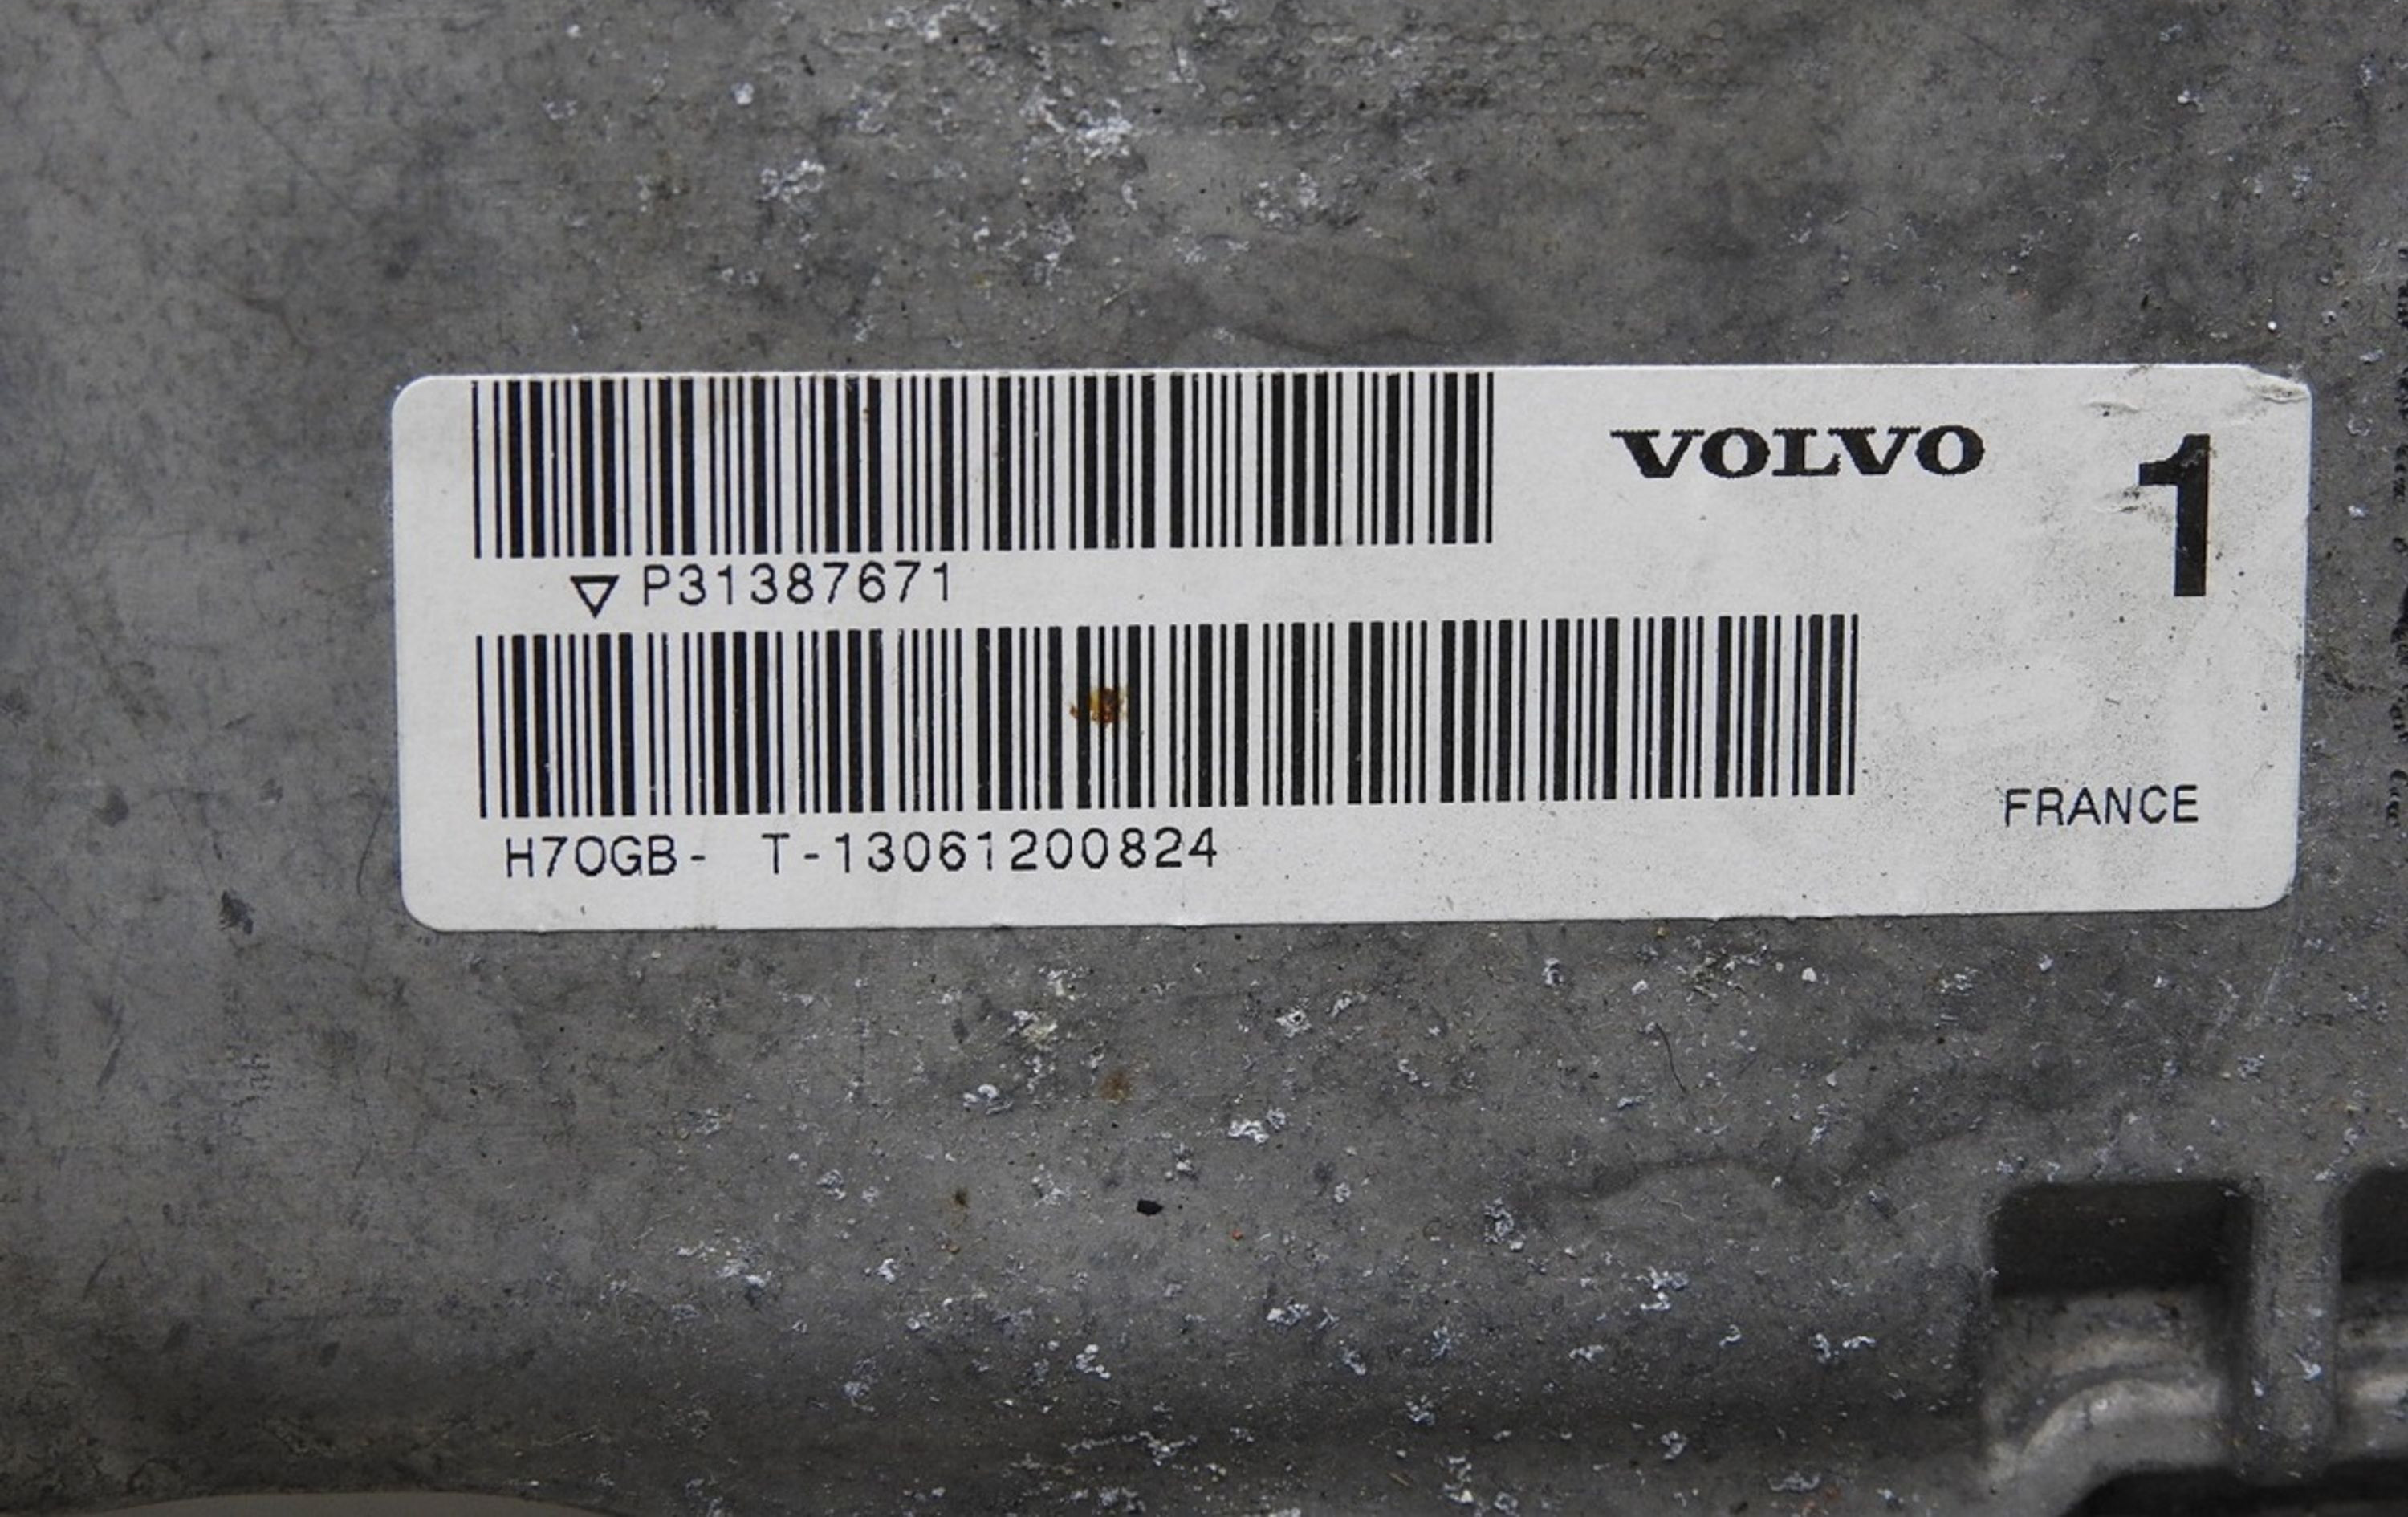 VOLVO
1
▽ P31387671
H70GB- T-13061200824
FRANCE